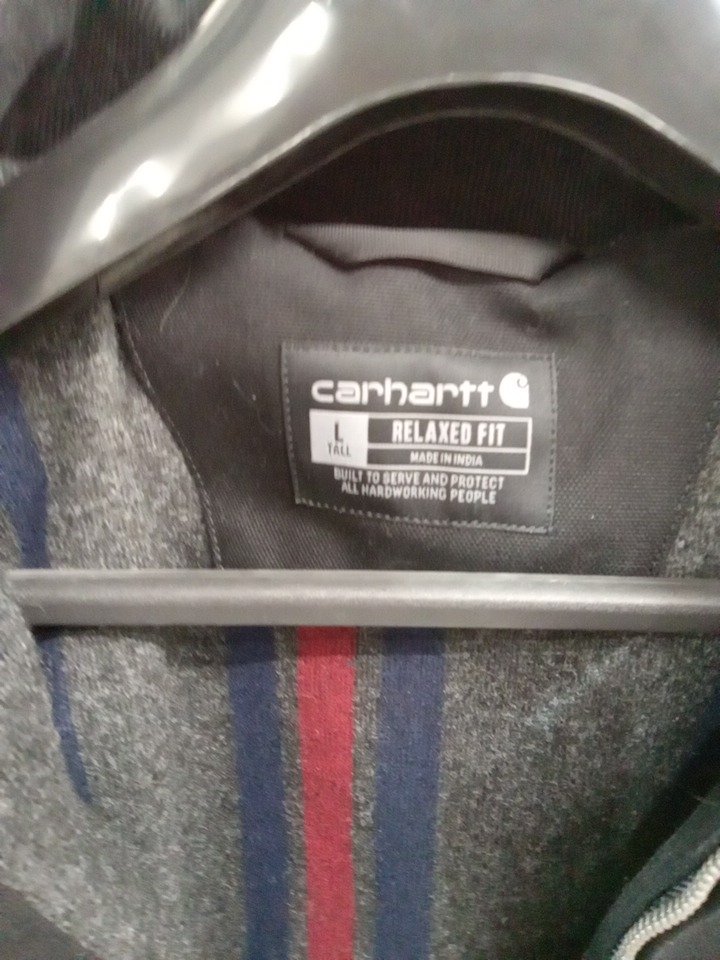 carhartt
L
TALL
RELAXED FIT
MADE IN INDIA
BUILT TO SERVE AND PROTECT
ALL HARDWORKING PEOPLE